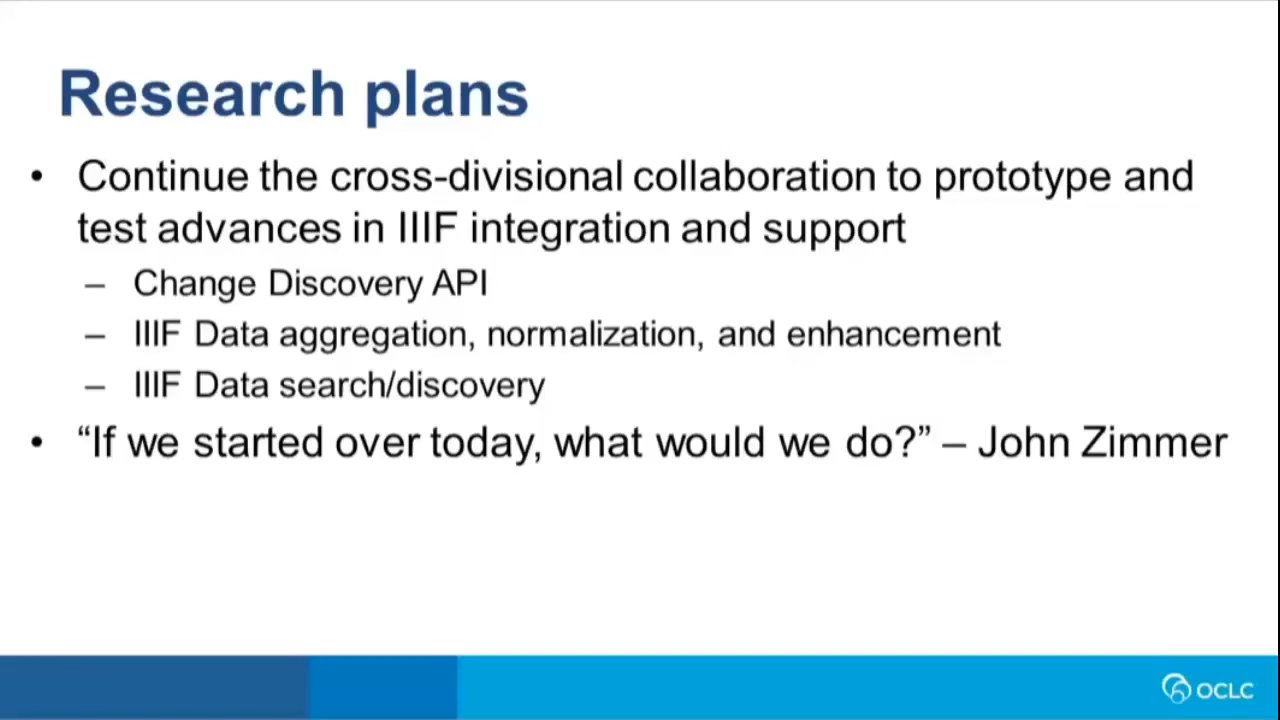 Research plans
• Continue the cross-divisional collaboration to prototype and
test advances in IIIF integration and support
– Change Discovery API
– IIIF Data aggregation, normalization, and enhancement
– IIIF Data search/discovery
• “If we started over today, what would we do?” – John Zimmer
OCLC